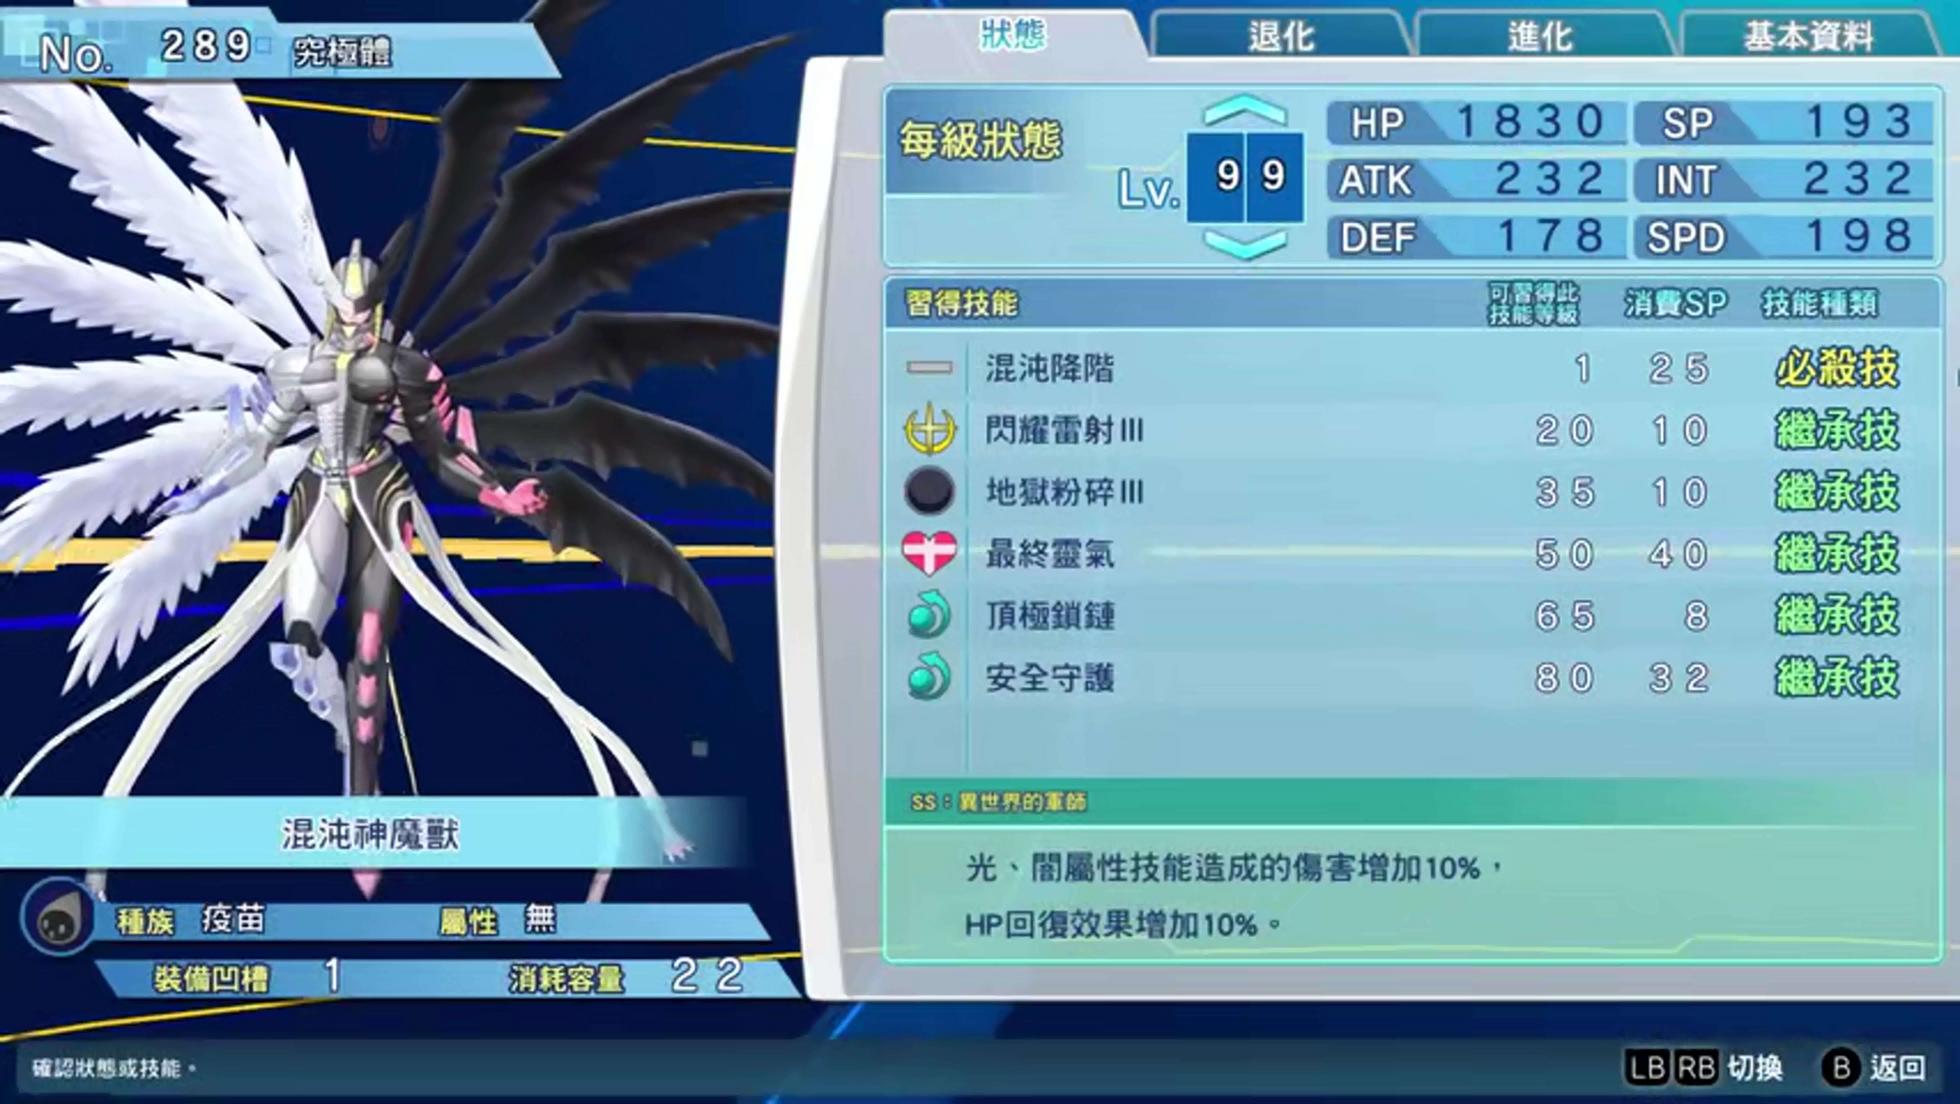 No. 289 究極體
狀態 退化 進化 基本資料
每級狀態
Lv. 99
HP 1830 SP 193
ATK 232 INT 232
DEF 178 SPD 198
習得技能 可習得此技能等級 消費SP 技能種類
混沌降階 1 25 必殺技
閃耀雷射III 20 10 繼承技
地獄粉碎III 35 10 繼承技
最終靈氣 50 40 繼承技
頂極鎖鏈 65 8 繼承技
安全守護 80 32 繼承技
SS：異世界的軍師
光、闇屬性技能造成的傷害增加10%，
HP回復效果增加10%。
混沌神魔獸
種族 疫苗 屬性 無
裝備凹槽 1 消耗容量 22
確認狀態或技能。
LB RB 切換 B 返回